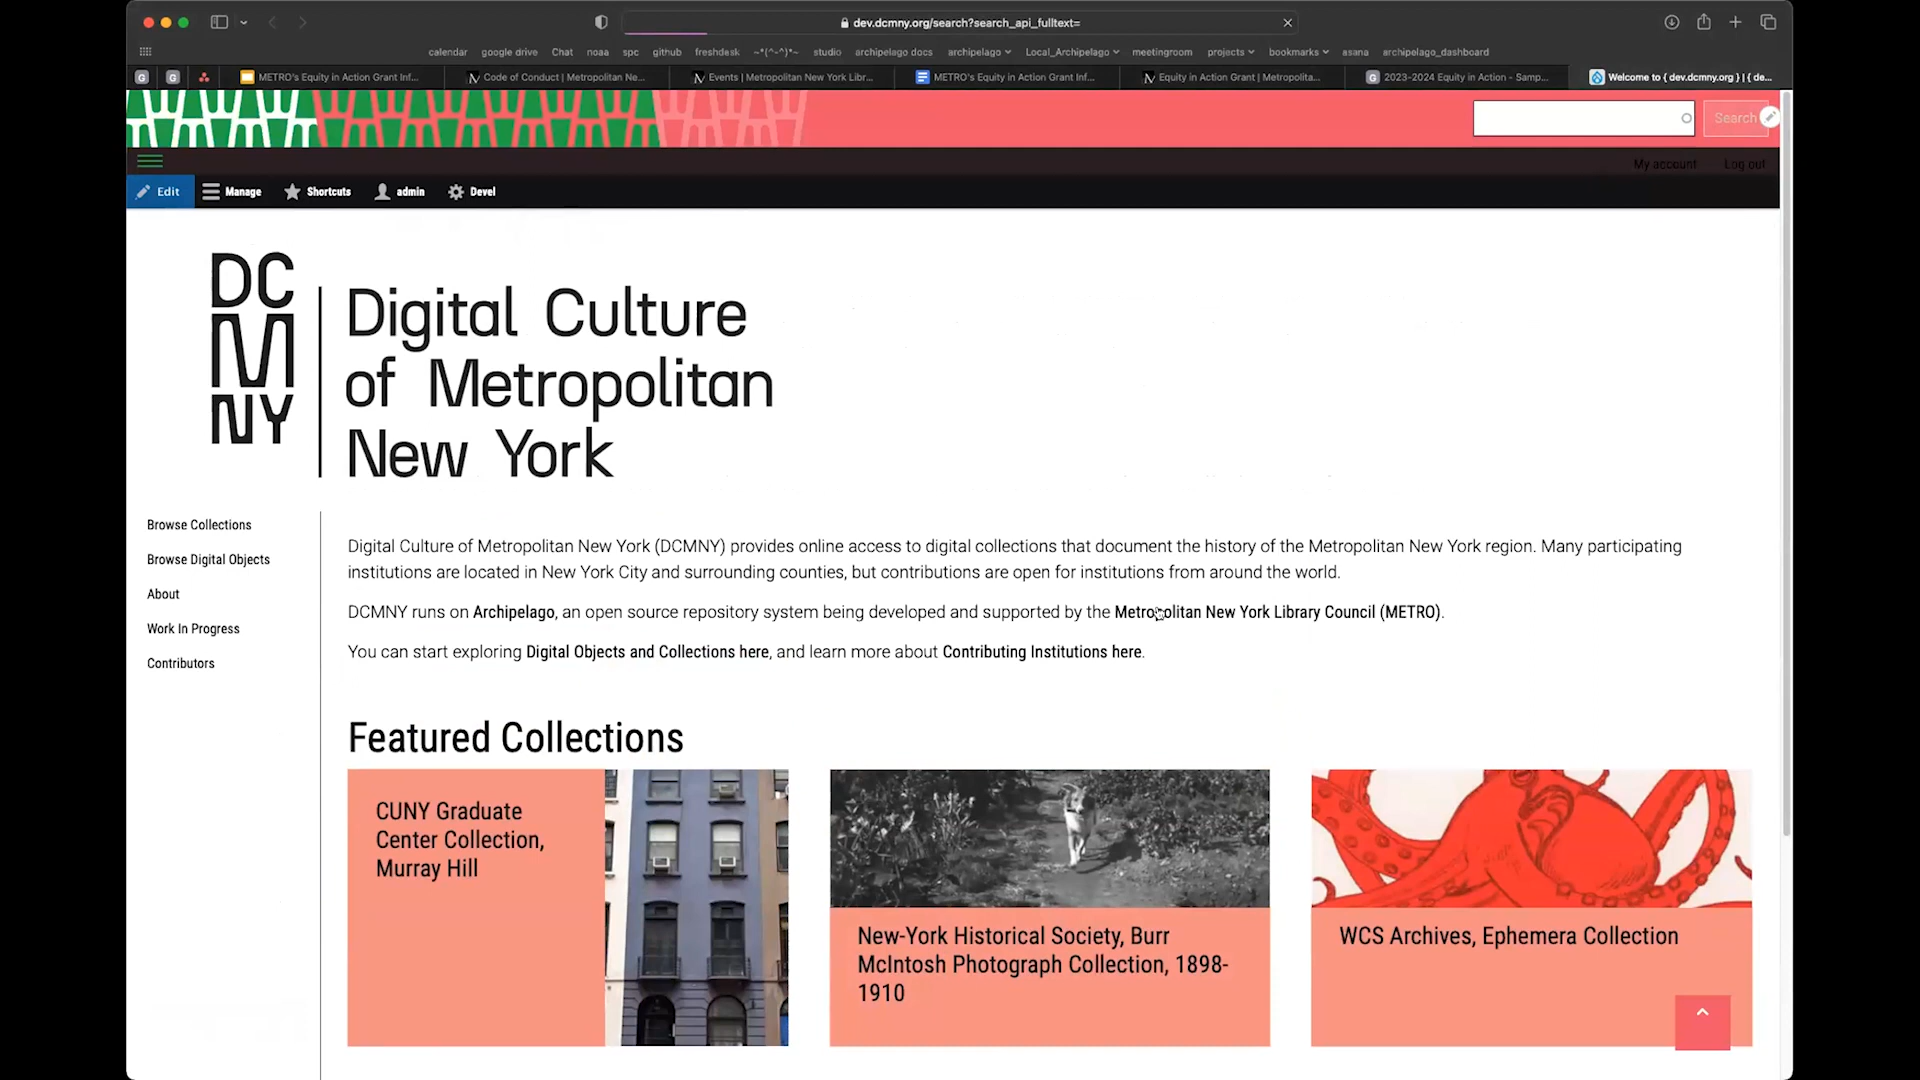 dev.dcmny.org/search?search_api_fulltext=
calendar google drive Chat noaa spc github freshdesk ~*(^-^)*~ studio archipelago docs archipelago Local_Archipelago meetingroom projects bookmarks asana archipelago_dashboard
METRO's Equity in Action Grant Inf... Code of Conduct | Metropolitan Ne... Events | Metropolitan New York Libr... METRO's Equity in Action Grant Inf... Equity in Action Grant | Metropolita... 2023-2024 Equity in Action - Samp... Welcome to { dev.dcmny.org } | { de...
Search
My account Log out
Edit Manage Shortcuts admin Devel
DC
M
NY
Digital Culture
of Metropolitan
New York
Browse Collections
Browse Digital Objects
About
Work In Progress
Contributors
Digital Culture of Metropolitan New York (DCMNY) provides online access to digital collections that document the history of the Metropolitan New York region. Many participating
institutions are located in New York City and surrounding counties, but contributions are open for institutions from around the world.
DCMNY runs on Archipelago, an open source repository system being developed and supported by the Metropolitan New York Library Council (METRO).
You can start exploring Digital Objects and Collections here, and learn more about Contributing Institutions here.
Featured Collections
CUNY Graduate
Center Collection,
Murray Hill
New-York Historical Society, Burr
McIntosh Photograph Collection, 1898-
1910
WCS Archives, Ephemera Collection